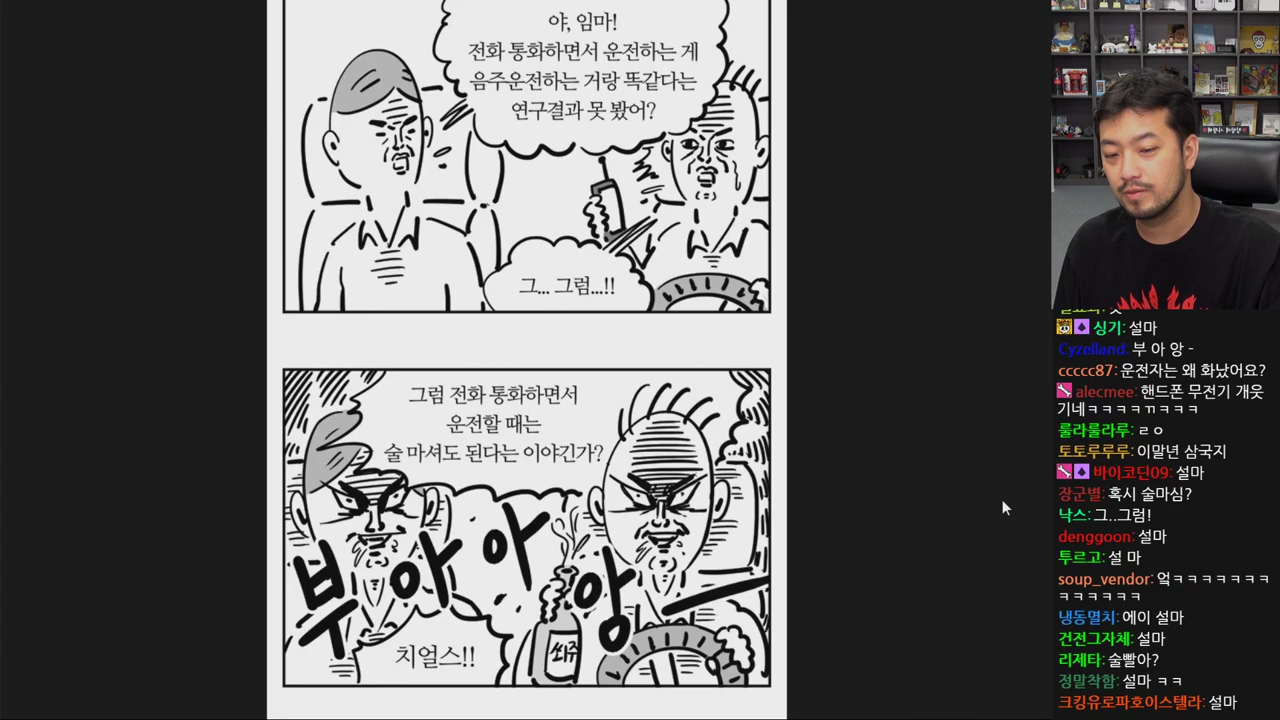 야, 임마!
전화 통화하면서 운전하는 게
음주운전하는 거랑 똑같다는
연구결과 못 봤어?
그... 그럼...!!
그럼 전화 통화하면서
운전할 때는
술 마셔도 된다는 이야긴가?
부아아앙ㅡ
쐬쥬
치얼스!!
싱기: 설마
Cyzelland: 부 아 앙 -
ccccc87: 운전자는 왜 화났어요?
alecmee: 핸드폰 무전기 개웃
기네ㅋㅋㅋㅋㄲㅋㅋㅋ
룰라룰라루: ㄹㅇ
토토루루루: 이말년 삼국지
바이코딘09: 설마
장군별: 혹시 술마심?
낙스: 그..그럼!
denggoon: 설마
투르고: 설 마
soup_vendor: 엌ㅋㅋㅋㅋㅋㅋㅋ
ㅋㅋㅋㅋㅋㅋ
냉동멸치: 에이 설마
건전그자체: 설마
리제타: 술빨아?
정말착함: 설마 ㅋㅋ
크킹유로파호이스텔라: 설마